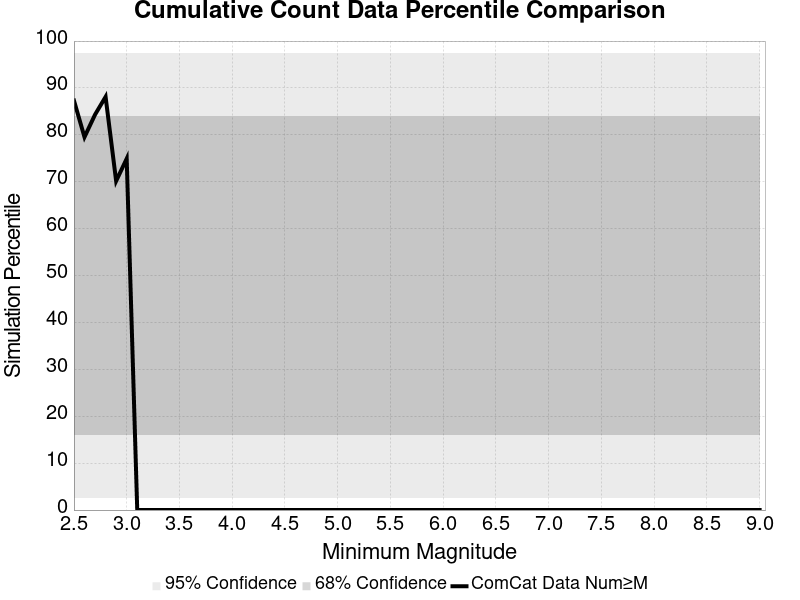 Cumulative Count Data Percentile Comparison
Simulation Percentile
100
90
80
70
60
50
40
30
20
10
0
2.5 3.0 3.5 4.0 4.5 5.0 5.5 6.0 6.5 7.0 7.5 8.0 8.5 9.0
Minimum Magnitude
95% Confidence 68% Confidence ComCat Data Num≥M